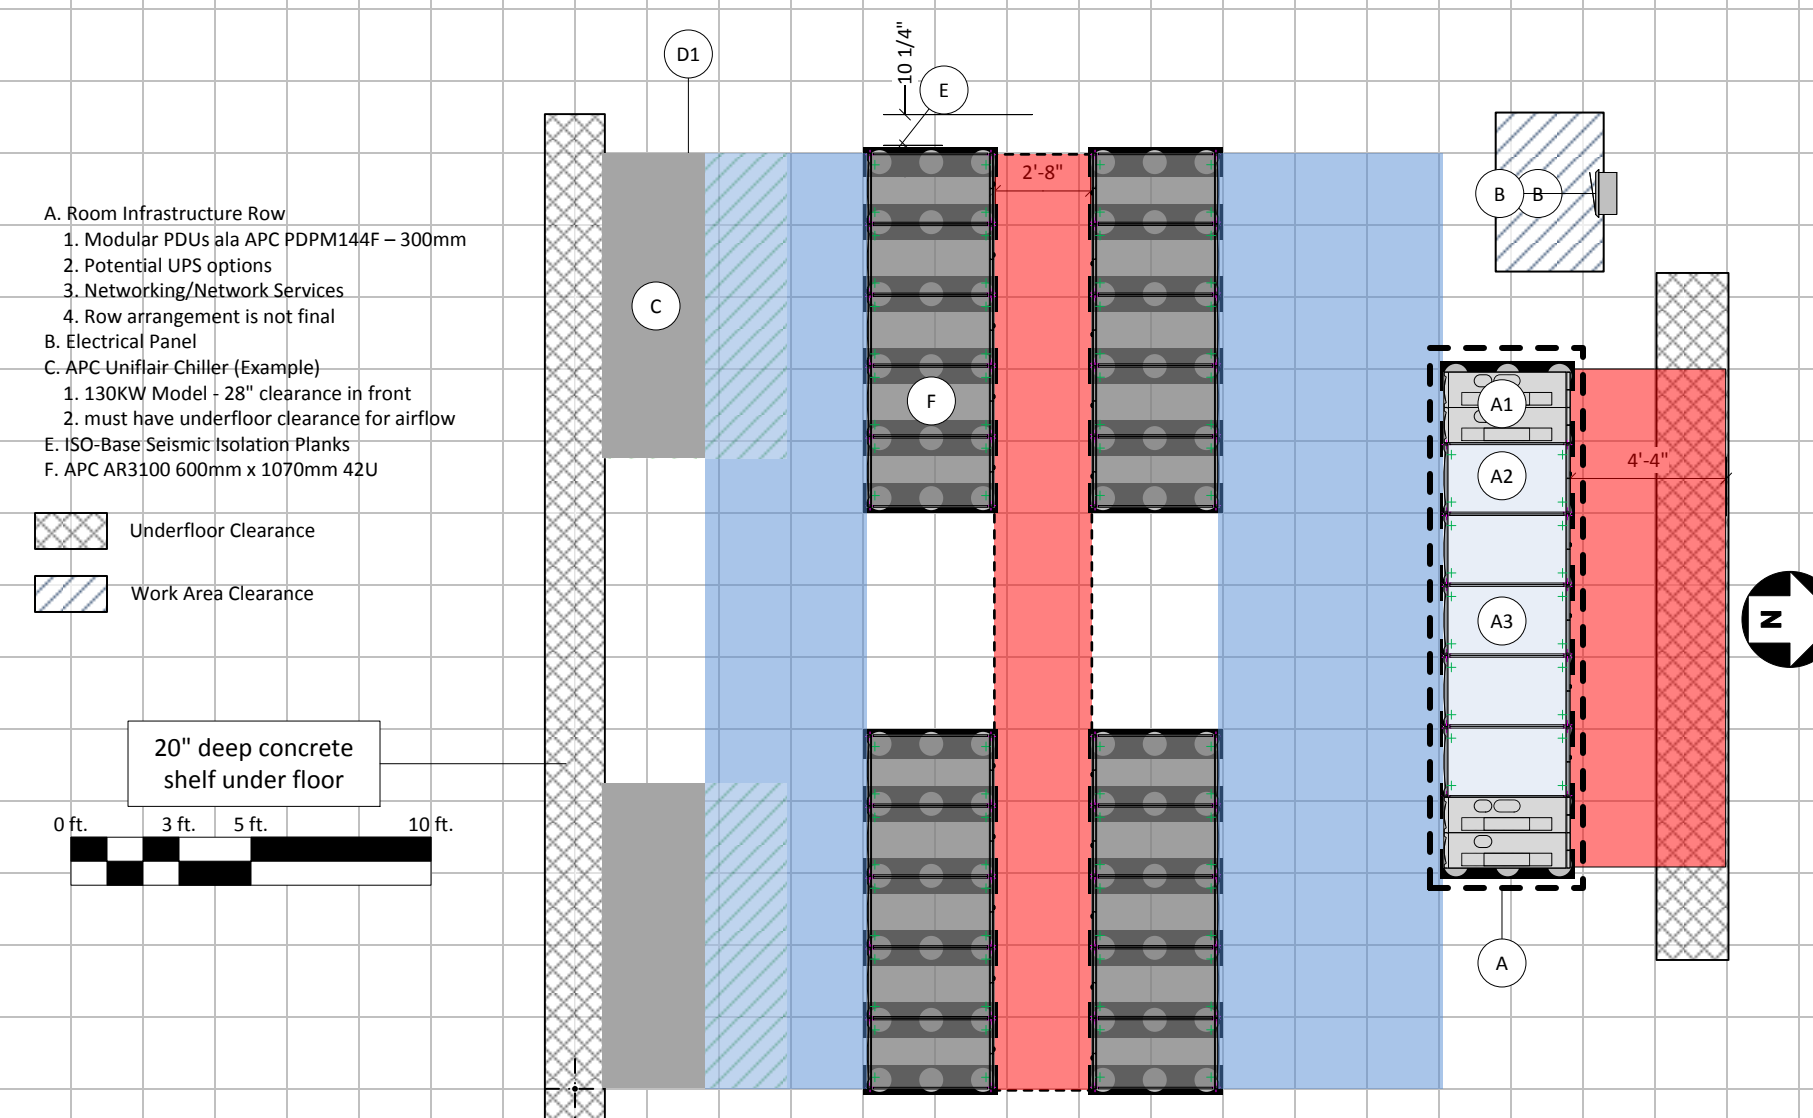 D1
10 1/4"
E
2'-8"
B
B
A. Room Infrastructure Row
1. Modular PDUs ala APC PDPM144F – 300mm
2. Potential UPS options
3. Networking/Network Services
4. Row arrangement is not final
B. Electrical Panel
C. APC Uniflair Chiller (Example)
1. 130KW Model - 28" clearance in front
2. must have underfloor clearance for airflow
E. ISO-Base Seismic Isolation Planks
F. APC AR3100 600mm x 1070mm 42U
C
F
A1
A2
4'-4"
A3
N
Underfloor Clearance
Work Area Clearance
20" deep concrete
shelf under floor
0 ft.
3 ft.
5 ft.
10 ft.
A